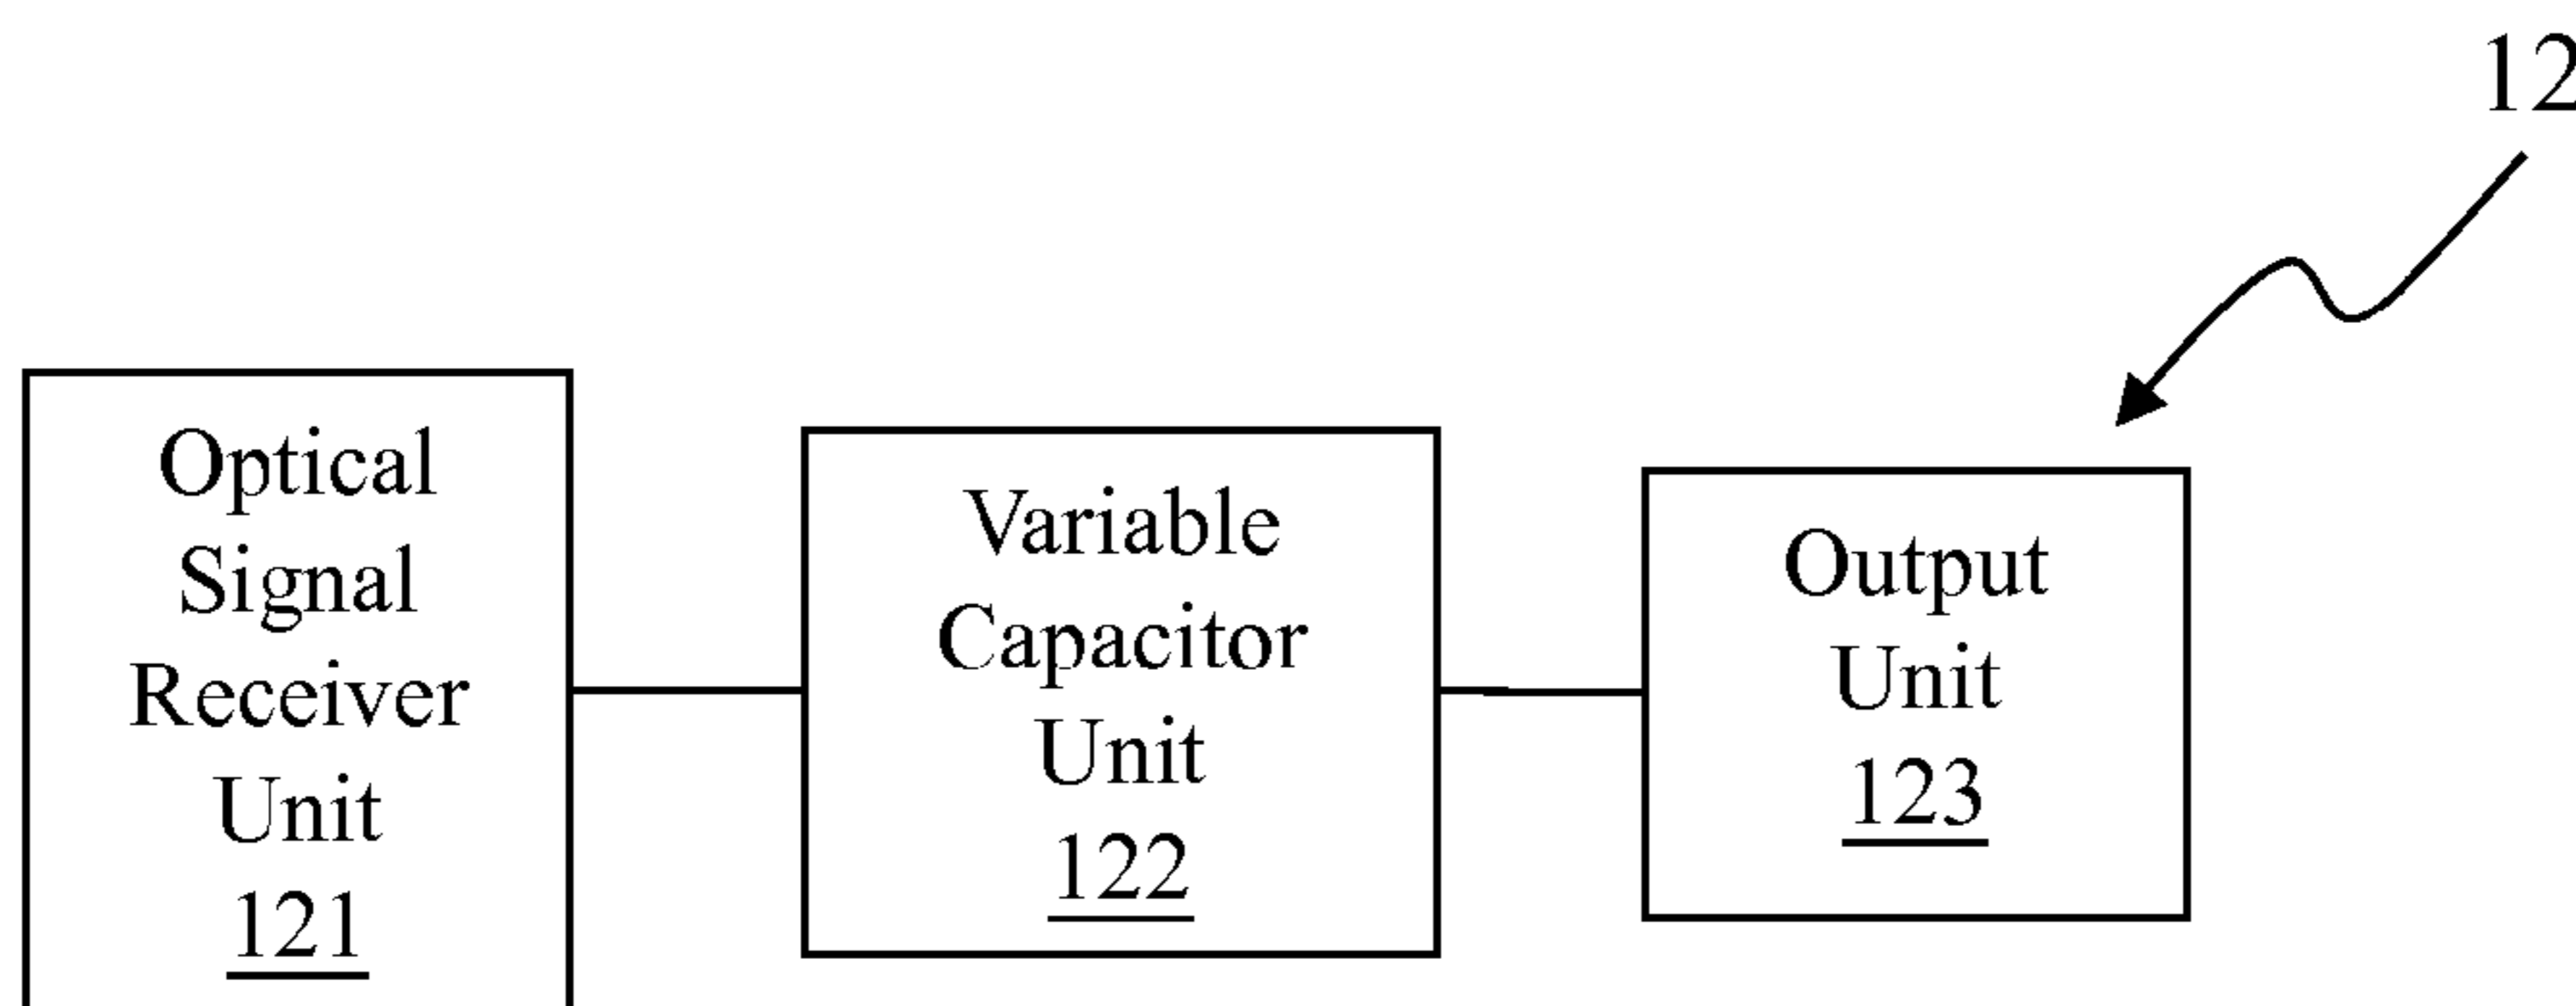 12
Optical
Signal
Receiver
Unit
121
Variable
Capacitor
Unit
122
Output
Unit
123